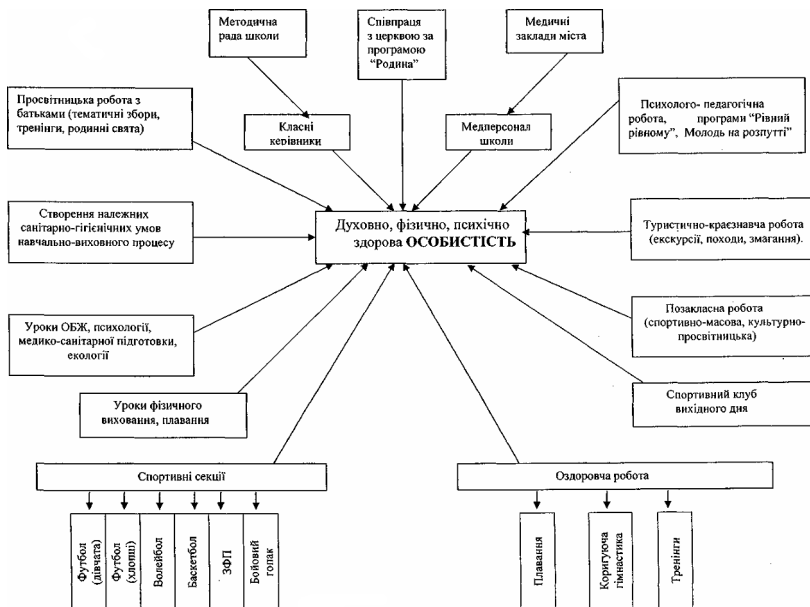 Методична
рада школи
Співпраця
з церквою за
програмою
“Родина”
Медичні
заклади міста
Просвітницька робота з
батьками (тематичні збори,
тренінги, родинні свята)
Класні
керівники
Медперсонал
школи
Психолого- педагогічна
робота, програми “Рівний
рівному”, Молодь на розпутті”
Створення належних
санітарно-гігієнічних умов
навчально-виховного процесу
Духовно, фізично, психічно
здорова ОСОБИСТІСТЬ
Туристично-краєзнавча робота
(екскурсії, походи, змагання).
Уроки ОБЖ, психології,
медико-санітарної підготовки,
екології
Позакласна робота
(спортивно-масова, культурно-
просвітницька)
Уроки фізичного
виховання, плавання
Спортивний клуб
вихідного дня
Спортивні секції
Оздоровча робота
Футбол
(дівчата)
Футбол
(хлопці)
Волейбол
Баскетбол
ЗФП
Бойовий
гопак
Плавання
Коригуюча
гімнастика
Тренінги